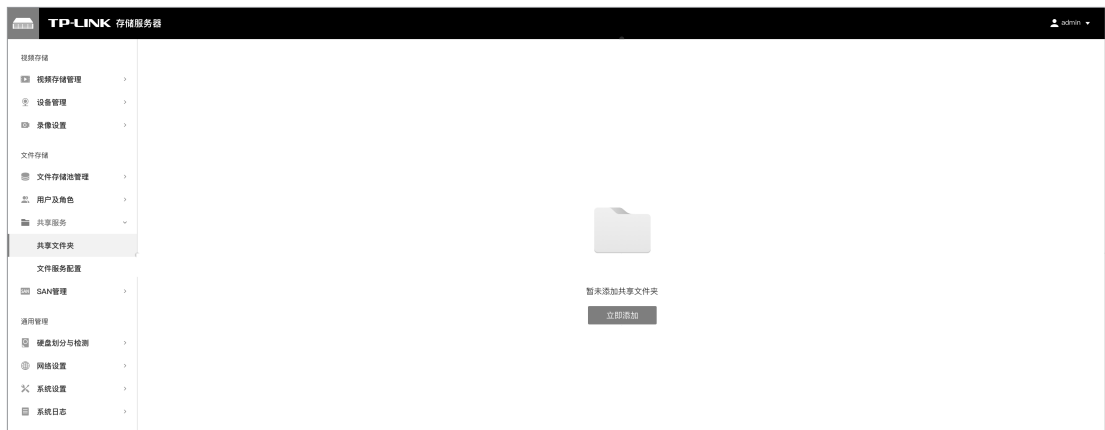 TP-LINK 存储服务器
admin
视频存储
视频存储管理
设备管理
录像设置
文件存储
文件存储池管理
用户及角色
共享服务
共享文件夹
文件服务配置
SAN管理
通用管理
硬盘划分与检测
网络设置
系统设置
系统日志
暂未添加共享文件夹
立即添加